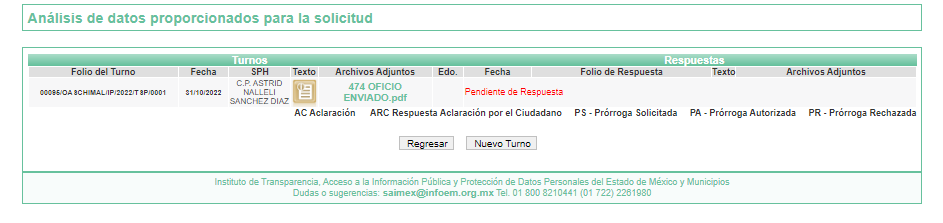 Análisis de datos proporcionados para la solicitud
Turnos Respuestas
Folio del Turno Fecha SPH Texto Archivos Adjuntos Edo. Fecha Folio de Respuesta Texto Archivos Adjuntos
00095/OASCHIMAL/IP/2022/TSP/0001 31/10/2022 C.P. ASTRID NALLELI SANCHEZ DIAZ 474 OFICIO ENVIADO.pdf Pendiente de Respuesta
AC Aclaración ARC Respuesta Aclaración por el Ciudadano PS - Prórroga Solicitada PA - Prórroga Autorizada PR - Prórroga Rechazada
Regresar Nuevo Turno
Instituto de Transparencia, Acceso a la Información Pública y Protección de Datos Personales del Estado de México y Municipios
Dudas o sugerencias: saimex@infoem.org.mx Tel. 01 800 8210441 (01 722) 2261980